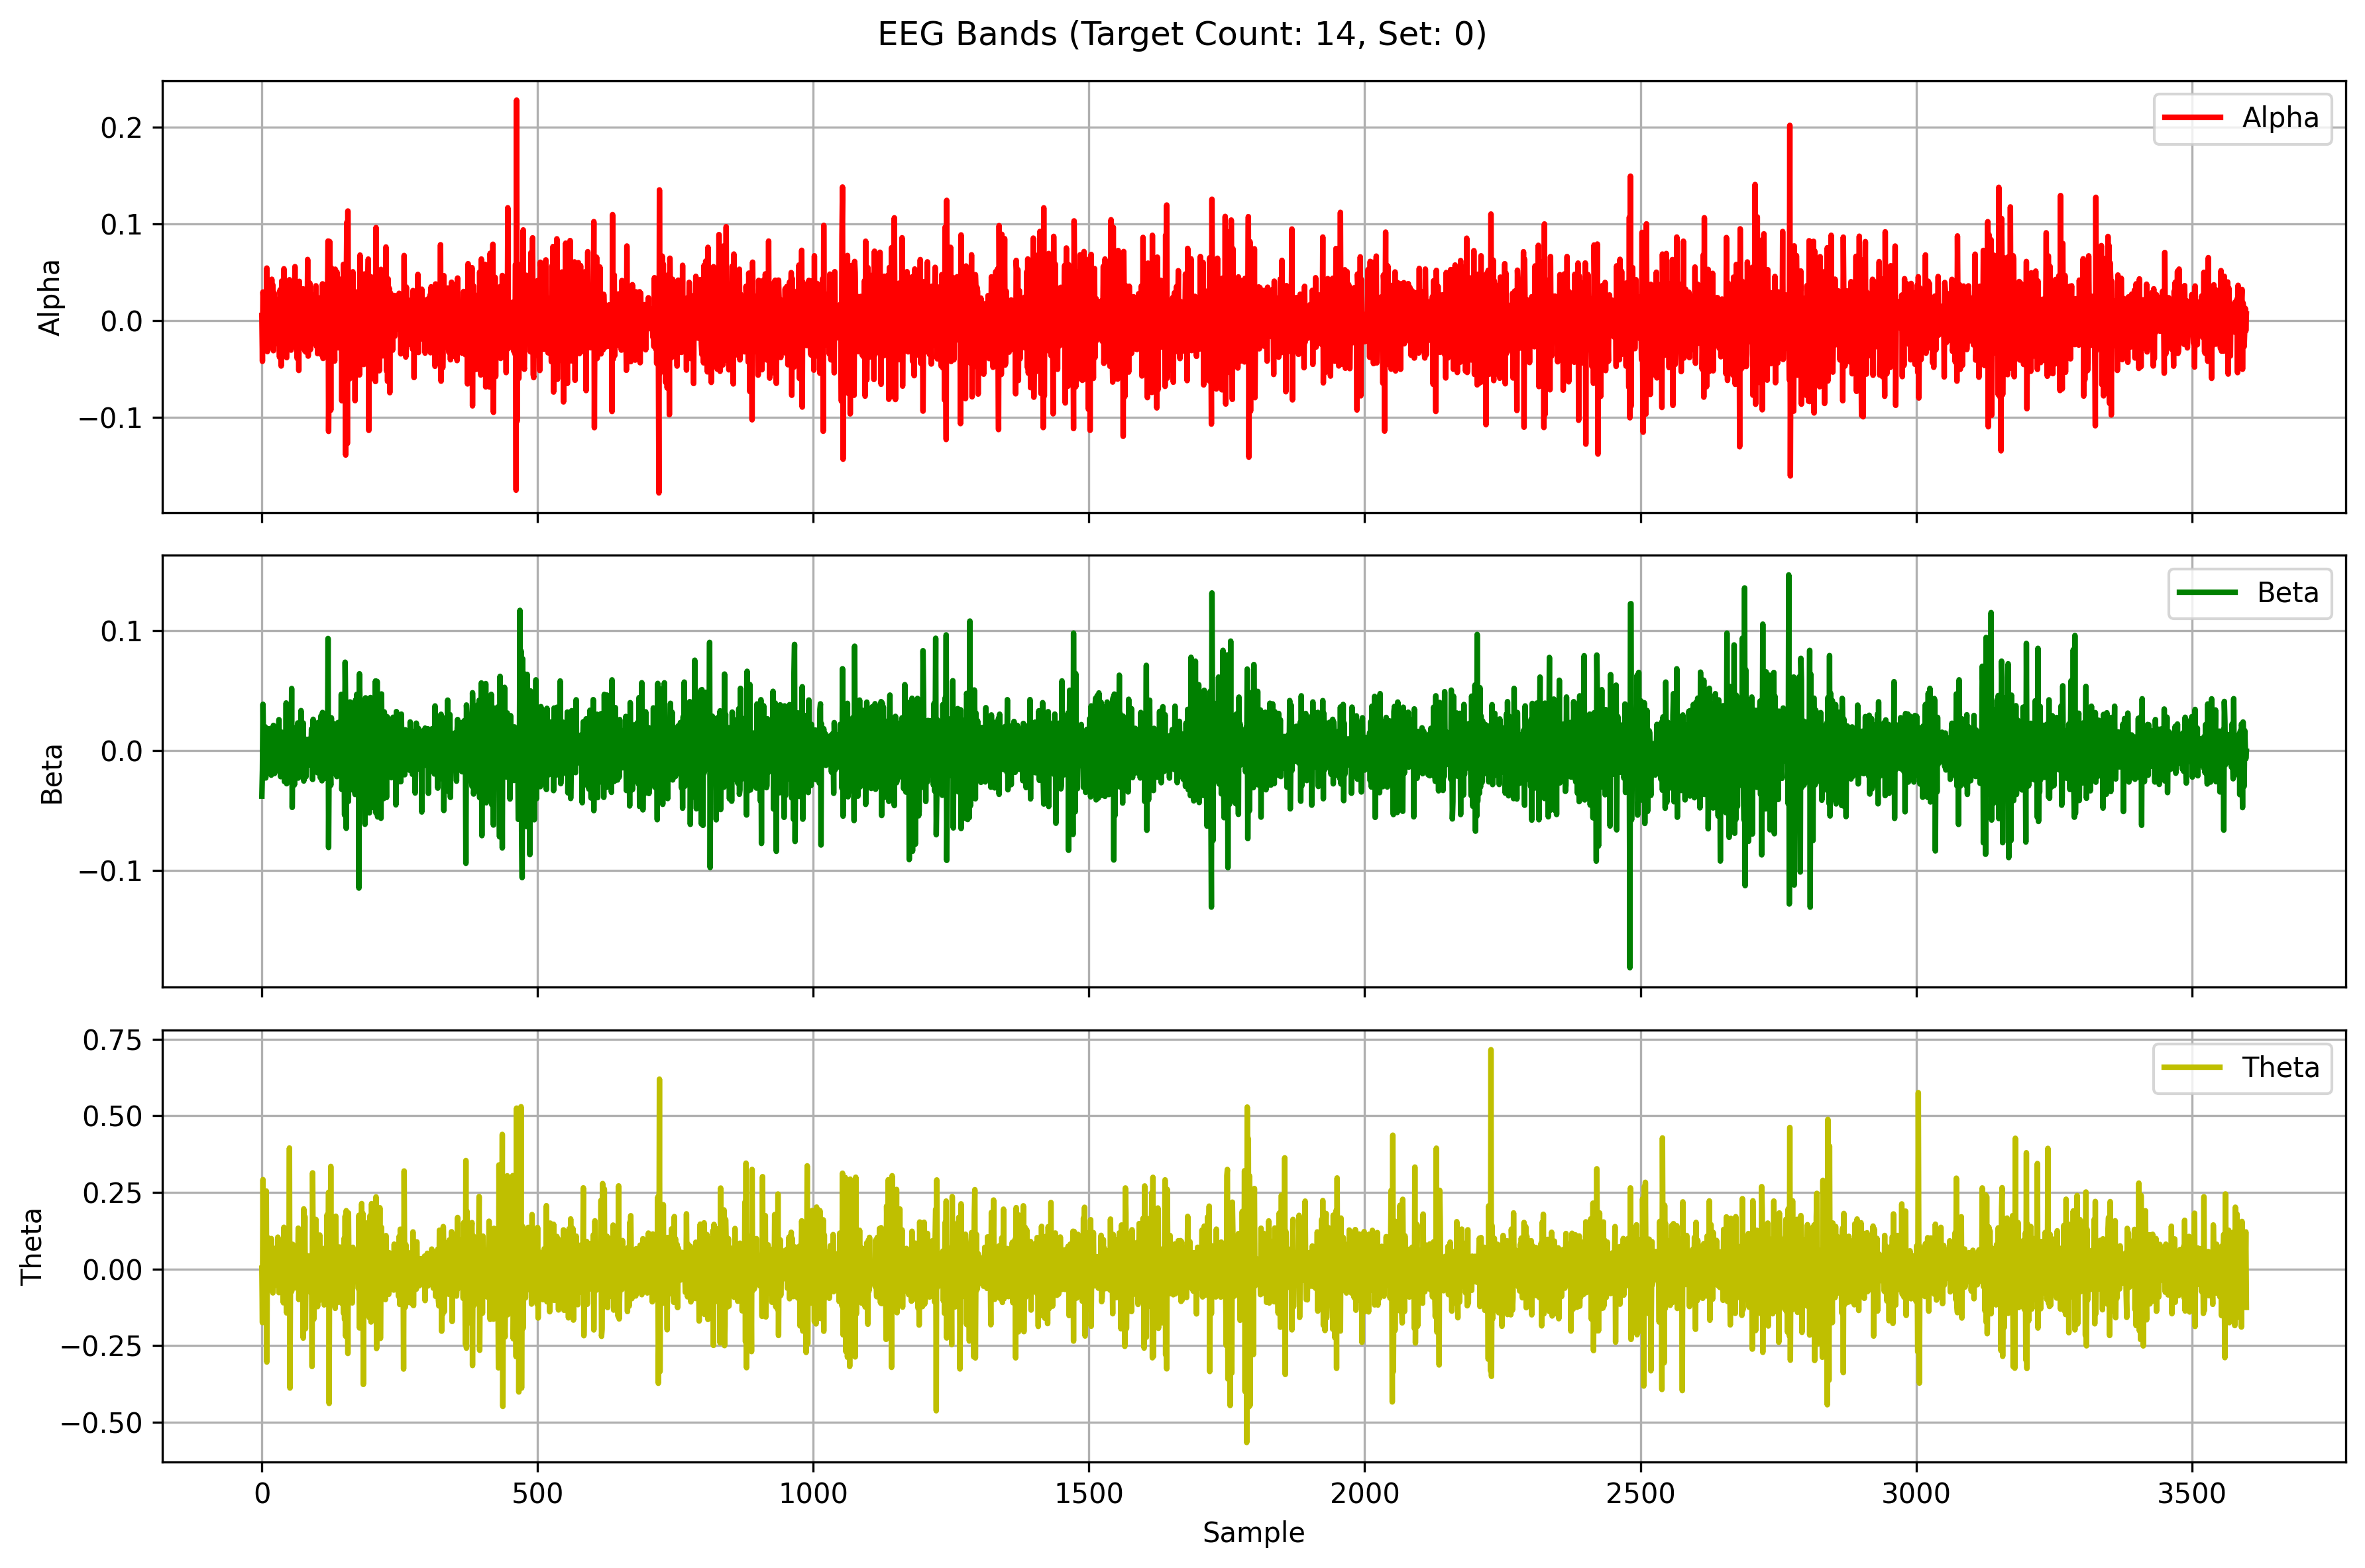 EEG Bands (Target Count: 14, Set: 0)
0.2
0.1
0.0
−0.1
Alpha
Alpha
0.1
0.0
−0.1
Beta
Beta
0.75
0.50
0.25
0.00
−0.25
−0.50
Theta
Theta
0 500 1000 1500 2000 2500 3000 3500
Sample